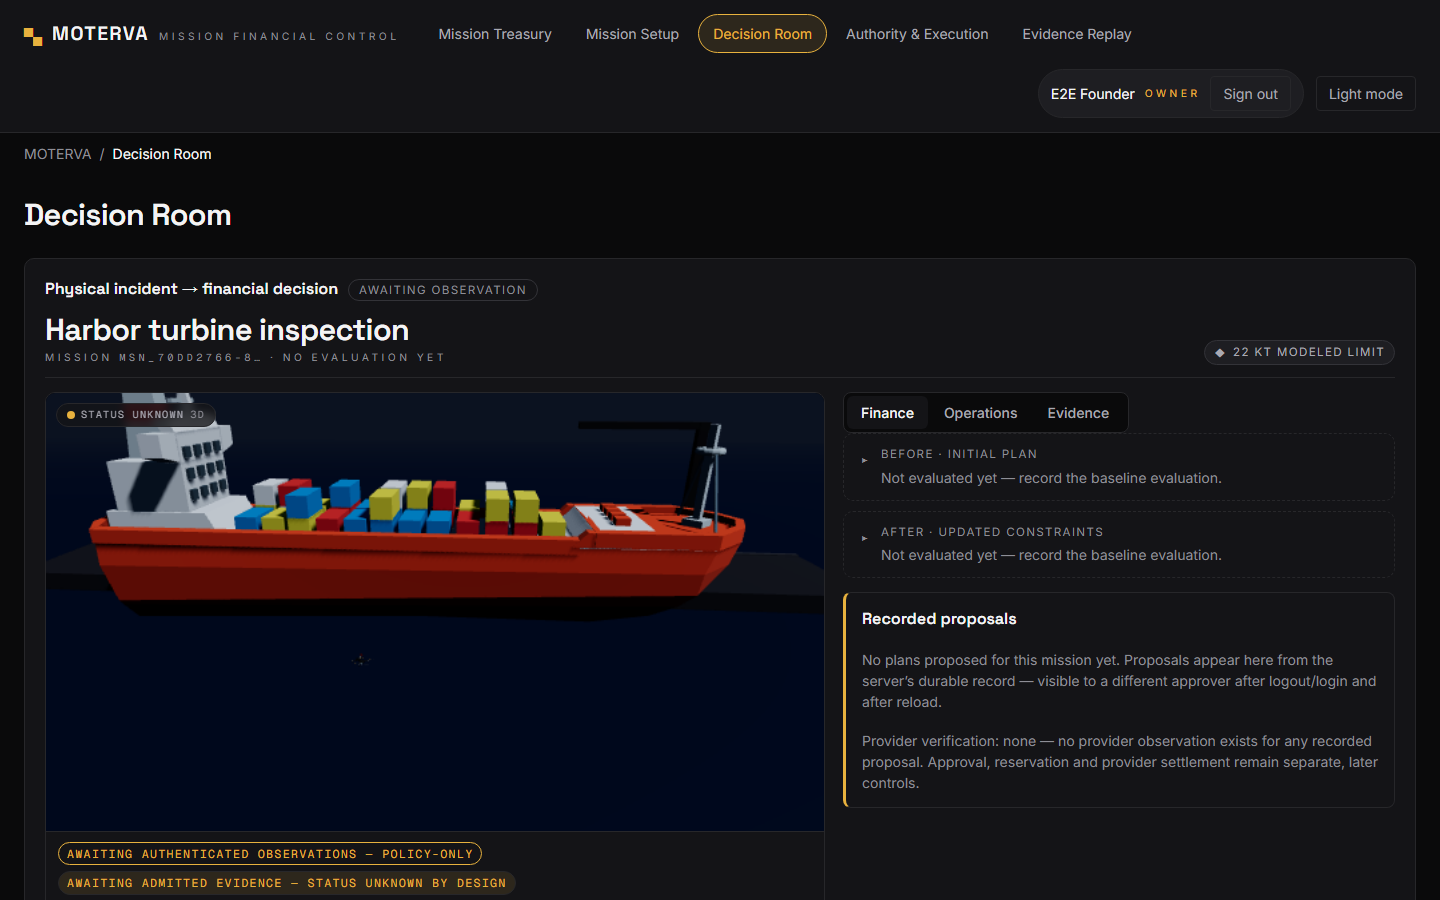 MOTERVA MISSION FINANCIAL CONTROL
Mission Treasury
Mission Setup
Decision Room
Authority & Execution
Evidence Replay
E2E Founder OWNER
Sign out
Light mode
MOTERVA / Decision Room
Decision Room
Physical incident → financial decision
AWAITING OBSERVATION
Harbor turbine inspection
MISSION MSN_70DD2766-8… · NO EVALUATION YET
◆ 22 KT MODELED LIMIT
STATUS UNKNOWN 3D
Finance
Operations
Evidence
▸ BEFORE · INITIAL PLAN
Not evaluated yet — record the baseline evaluation.
▸ AFTER · UPDATED CONSTRAINTS
Not evaluated yet — record the baseline evaluation.
Recorded proposals
No plans proposed for this mission yet. Proposals appear here from the
server’s durable record — visible to a different approver after logout/login and
after reload.
Provider verification: none — no provider observation exists for any recorded
proposal. Approval, reservation and provider settlement remain separate, later
controls.
AWAITING AUTHENTICATED OBSERVATIONS — POLICY-ONLY
AWAITING ADMITTED EVIDENCE — STATUS UNKNOWN BY DESIGN